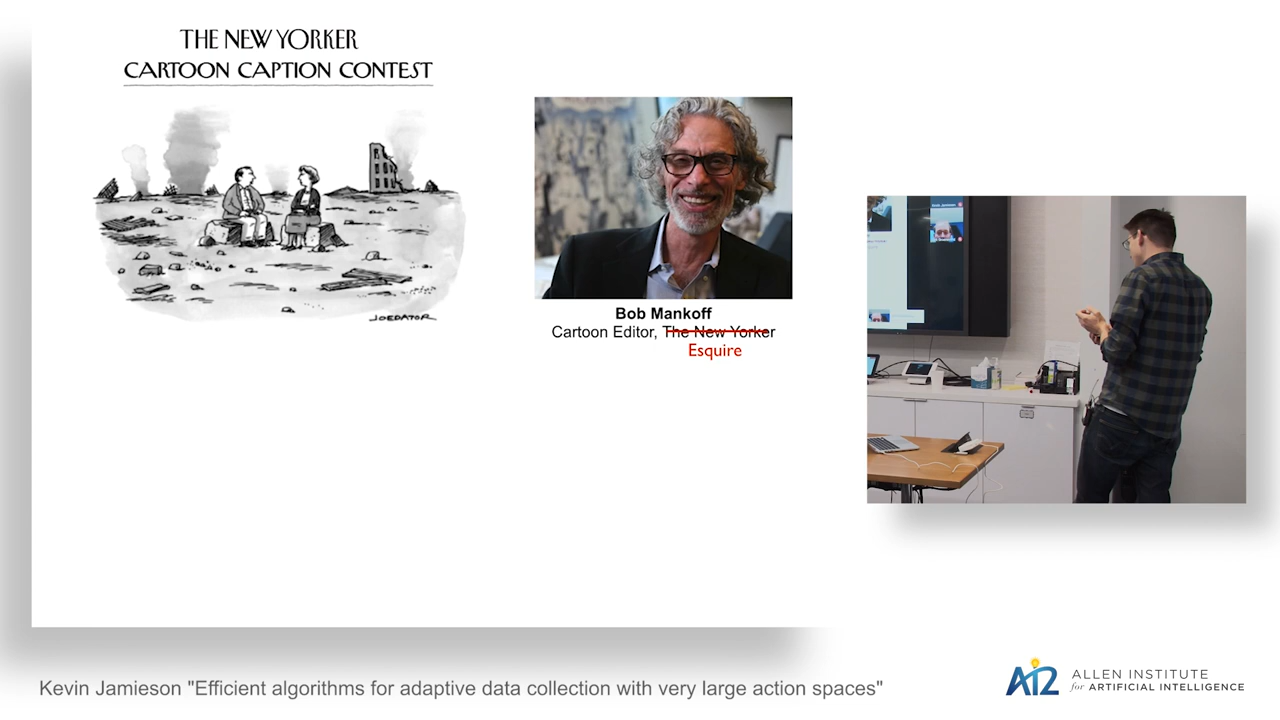 THE NEW YORKER
CARTOON CAPTION CONTEST
JOEDATOR
Bob Mankoff
Cartoon Editor, The New Yorker
Esquire
Kevin Jamieson "Efficient algorithms for adaptive data collection with very large action spaces"
AI2
ALLEN INSTITUTE
for ARTIFICIAL INTELLIGENCE